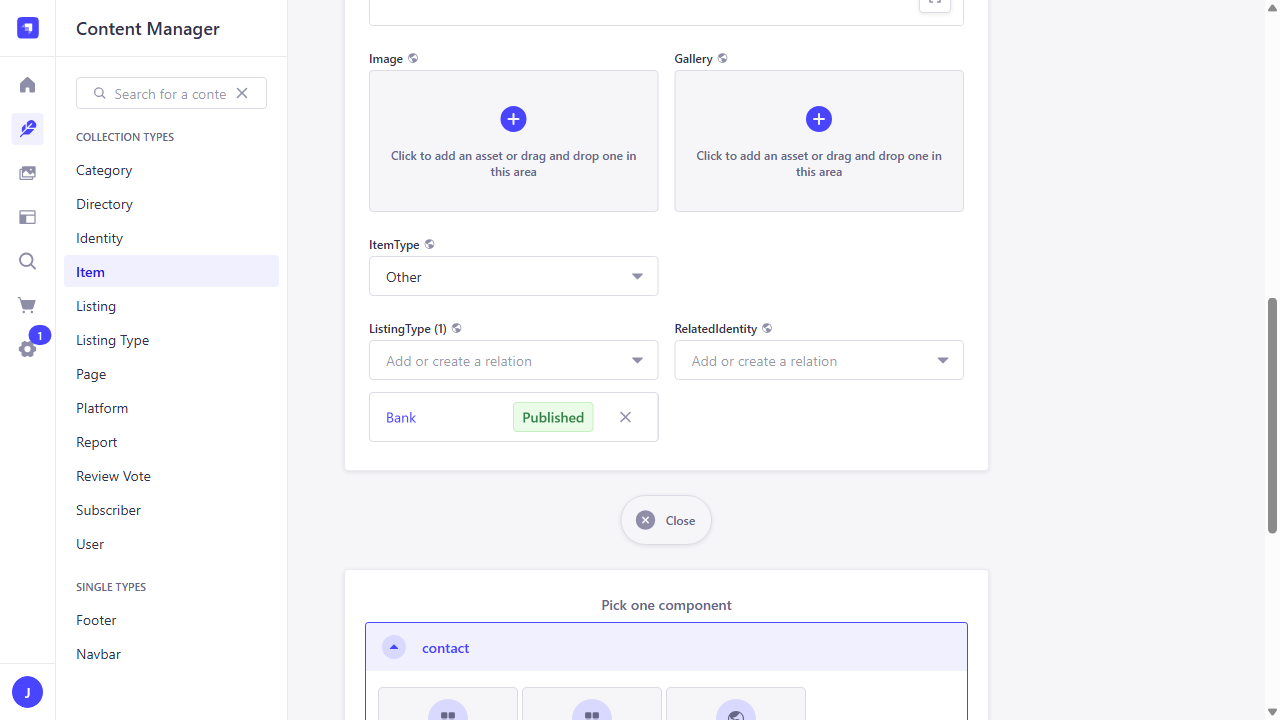 Content Manager
Search for a conte
COLLECTION TYPES
Category
Directory
Identity
Item
Listing
Listing Type
Page
Platform
Report
Review Vote
Subscriber
User
SINGLE TYPES
Footer
Navbar
1
J
Image
Gallery
Click to add an asset or drag and drop one in
this area
Click to add an asset or drag and drop one in
this area
ItemType
Other
ListingType (1)
RelatedIdentity
Add or create a relation
Add or create a relation
Bank
Published
Close
Pick one component
contact